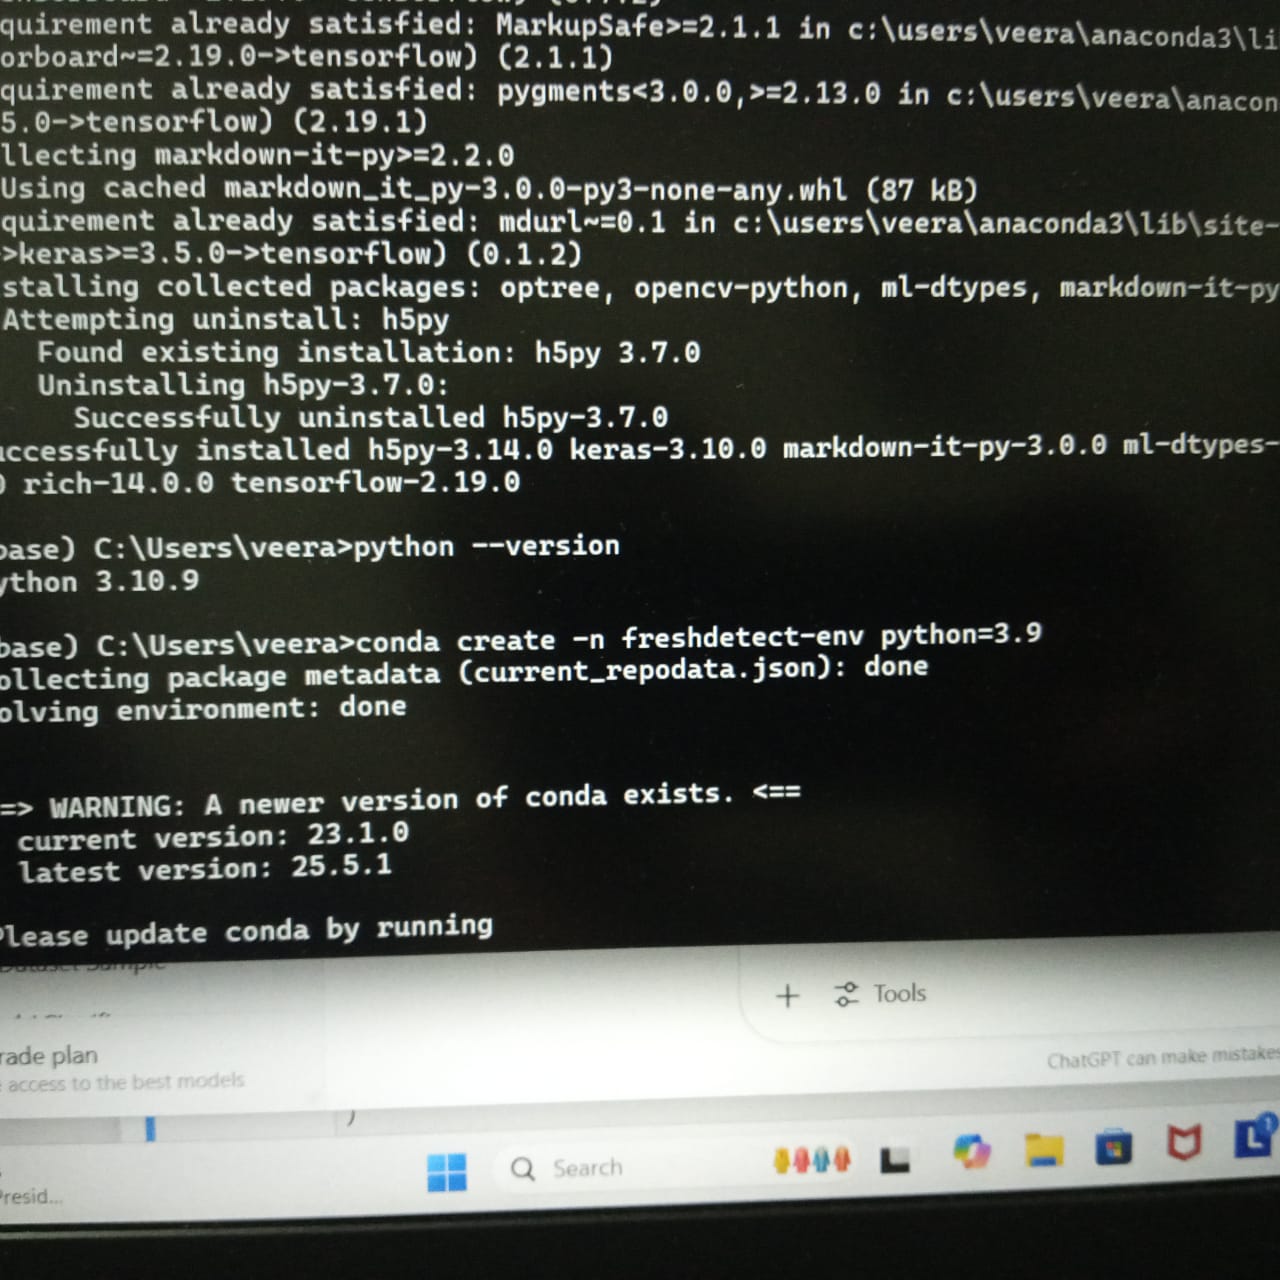 quirement already satisfied: MarkupSafe>=2.1.1 in c:\users\veera\anaconda3\li
orboard~=2.19.0->tensorflow) (2.1.1)
quirement already satisfied: pygments<3.0.0,>=2.13.0 in c:\users\veera\anacon
5.0->tensorflow) (2.19.1)
llecting markdown-it-py>=2.2.0
Using cached markdown_it_py-3.0.0-py3-none-any.whl (87 kB)
quirement already satisfied: mdurl~=0.1 in c:\users\veera\anaconda3\lib\site-
>keras>=3.5.0->tensorflow) (0.1.2)
stalling collected packages: optree, opencv-python, ml-dtypes, markdown-it-py
Attempting uninstall: h5py
Found existing installation: h5py 3.7.0
Uninstalling h5py-3.7.0:
Successfully uninstalled h5py-3.7.0
uccessfully installed h5py-3.14.0 keras-3.10.0 markdown-it-py-3.0.0 ml-dtypes-
0 rich-14.0.0 tensorflow-2.19.0
base) C:\Users\veera>python --version
ython 3.10.9
base) C:\Users\veera>conda create -n freshdetect-env python=3.9
ollecting package metadata (current_repodata.json): done
olving environment: done
=> WARNING: A newer version of conda exists. <==
current version: 23.1.0
latest version: 25.5.1
Please update conda by running
+ Tools
rade plan
access to the best models
ChatGPT can make mistakes
)
Search
L 1
Presid...